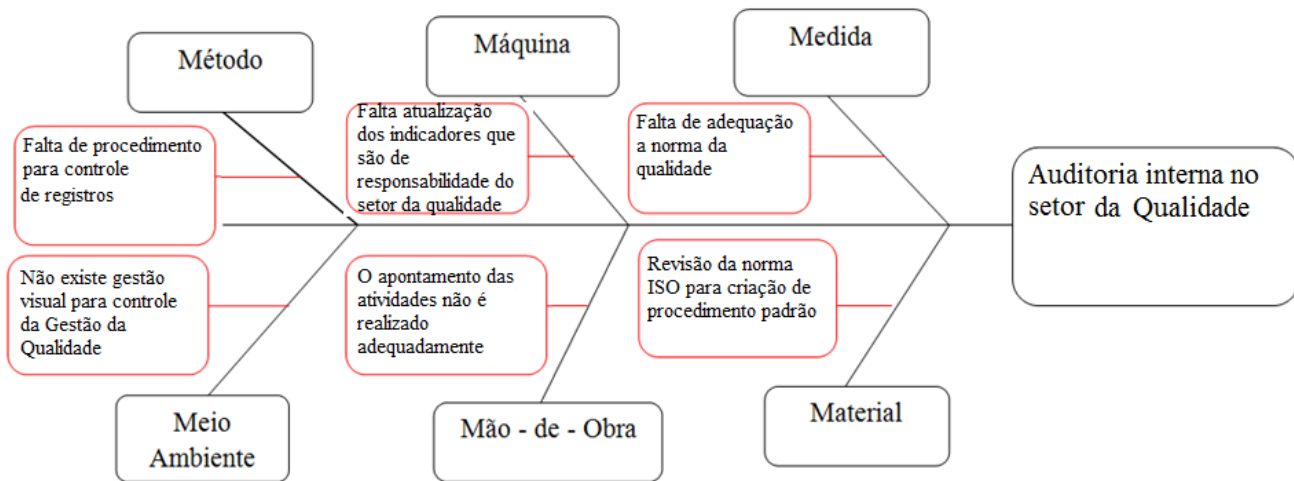 Método
Máquina
Medida
Falta de procedimento
para controle
de registros
Falta atualização
dos indicadores que
são de
responsabilidade do
setor da qualidade
Falta de adequação
a norma da
qualidade
Auditoria interna no
setor da Qualidade
Não existe gestão
visual para controle
da Gestão da
Qualidade
O apontamento das
atividades não é
realizado
adequadamente
Revisão da norma
ISO para criação de
procedimento padrão
Meio
Ambiente
Mão - de - Obra
Material